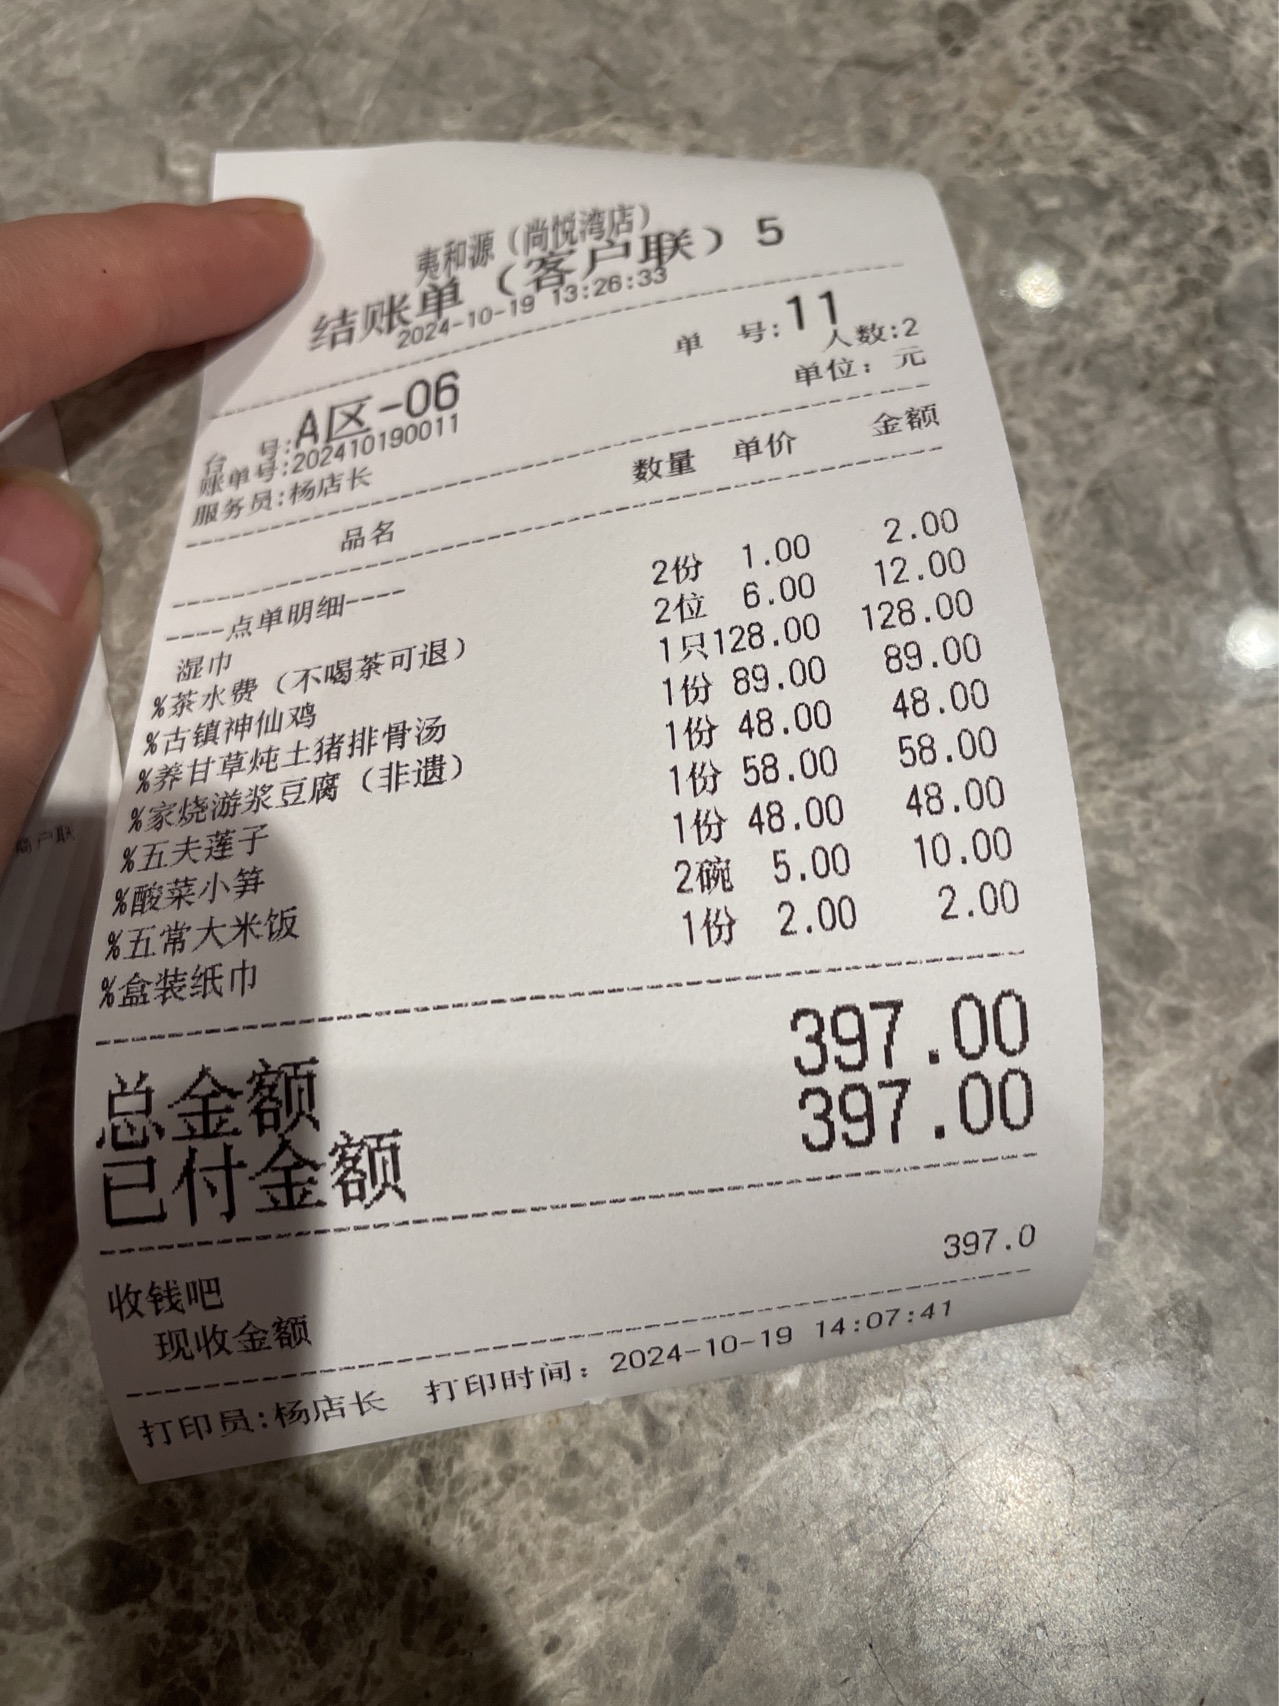 夷和源（尚悦湾店）
结账单（客户联）5
2024-10-19 13:26:33
单 号:11
台 号:A区-06 人数:2
账单号:202410190011 单位：元
服务员:杨店长
品名 数量 单价 金额
----点单明细----
湿巾 2份 1.00 2.00
%茶水费（不喝茶可退） 2位 6.00 12.00
%古镇神仙鸡 1只128.00 128.00
%养甘草炖土猪排骨汤 1份 89.00 89.00
%家烧游浆豆腐（非遗） 1份 48.00 48.00
%五夫莲子 1份 58.00 58.00
%酸菜小笋 1份 48.00 48.00
%五常大米饭 2碗 5.00 10.00
%盒装纸巾 1份 2.00 2.00
总金额 397.00
已付金额 397.00
收钱吧 397.0
现收金额
打印员:杨店长 打印时间：2024-10-19 14:07:41